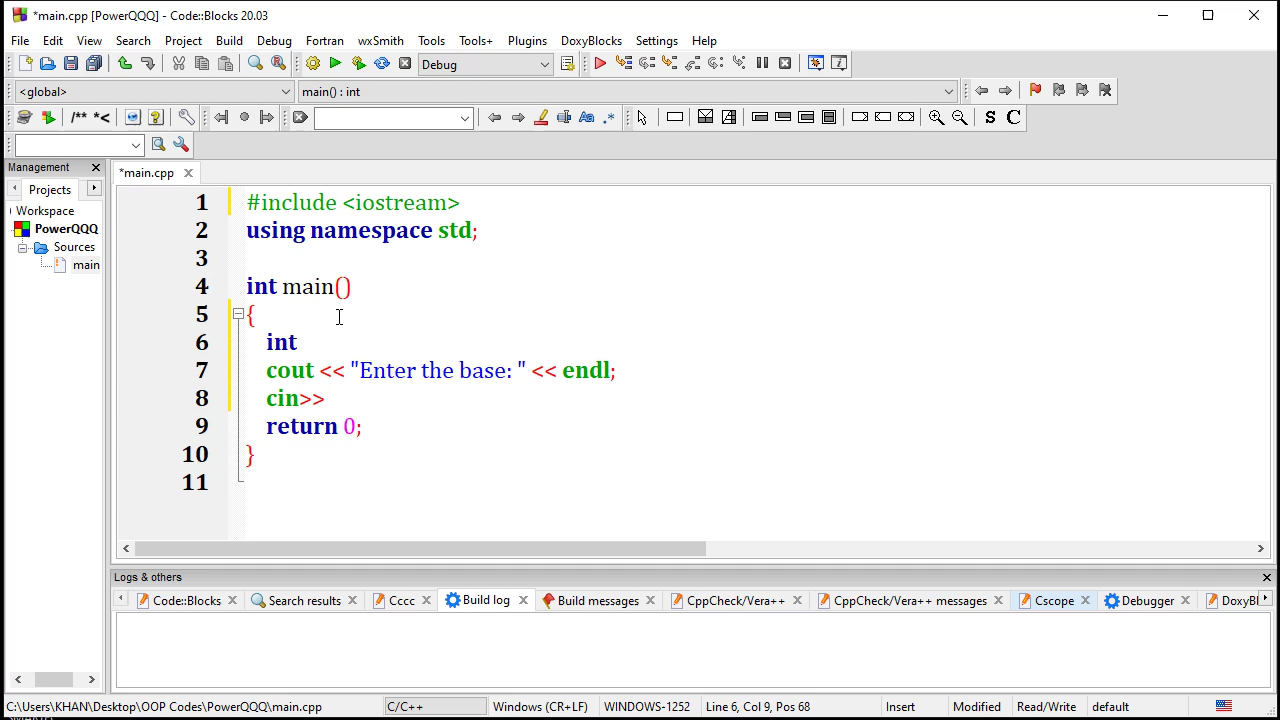 *main.cpp [PowerQQQ] - Code::Blocks 20.03
File Edit View Search Project Build Debug Fortran wxSmith Tools Tools+ Plugins DoxyBlocks Settings Help
Debug
<global> main() : int
/** *<
S C
Management
*main.cpp
Projects
Workspace
PowerQQQ
Sources
main
1 #include <iostream>
2 using namespace std;
3
4 int main()
5 {
6 int
7 cout << "Enter the base: " << endl;
8 cin>>
9 return 0;
10 }
11
Logs & others
Code::Blocks Search results Cccc Build log Build messages CppCheck/Vera++ CppCheck/Vera++ messages Cscope Debugger DoxyBl
C:\Users\KHAN\Desktop\OOP Codes\PowerQQQ\main.cpp C/C++ Windows (CR+LF) WINDOWS-1252 Line 6, Col 9, Pos 68 Insert Modified Read/Write default